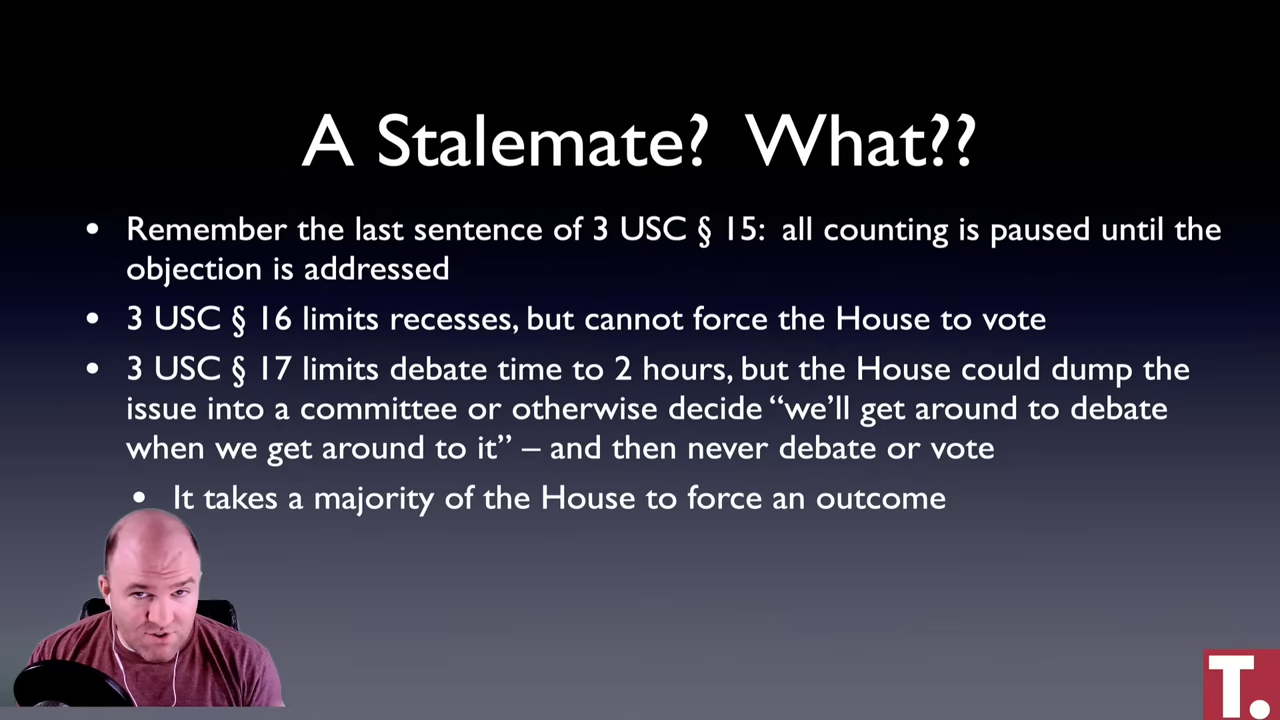 A Stalemate?  What??
• Remember the last sentence of 3 USC § 15:  all counting is paused until the
objection is addressed
• 3 USC § 16 limits recesses, but cannot force the House to vote
• 3 USC § 17 limits debate time to 2 hours, but the House could dump the
issue into a committee or otherwise decide “we’ll get around to debate
when we get around to it” – and then never debate or vote
• It takes a majority of the House to force an outcome
T.